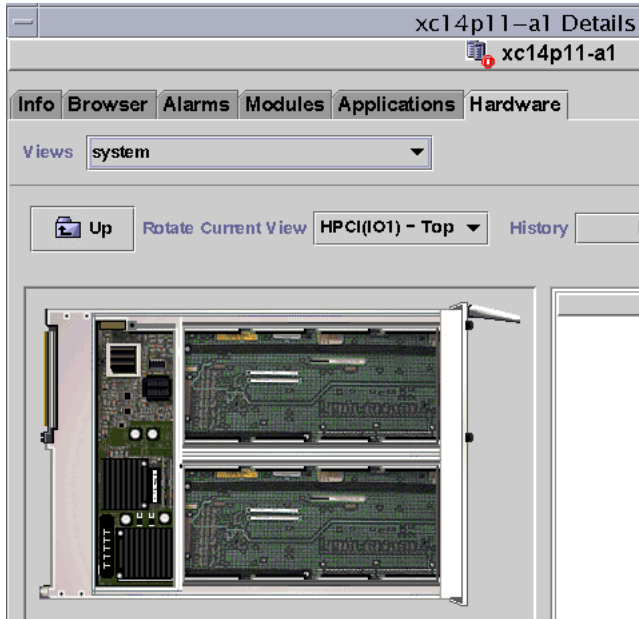 xc14p11-a1 Details
xc14p11-a1
Info Browser Alarms Modules Applications Hardware
Views system
Up Rotate Current View HPCI(IO1) - Top History